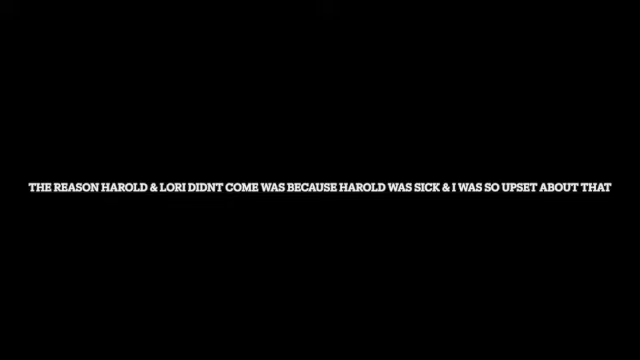 THE REASON HAROLD & LORI DIDNT COME WAS BECAUSE HAROLD WAS SICK & I WAS SO UPSET ABOUT THAT